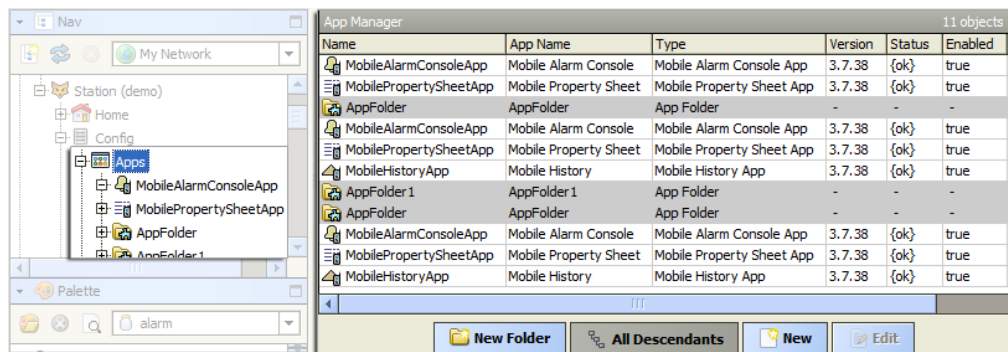 Nav
My Network
Station (demo)
Home
Config
Apps
MobileAlarmConsoleApp
MobilePropertySheetApp
AppFolder
AppFolder1
Palette
alarm
App Manager 11 objects
Name App Name Type Version Status Enabled
MobileAlarmConsoleApp Mobile Alarm Console Mobile Alarm Console App 3.7.38 {ok} true
MobilePropertySheetApp Mobile Property Sheet Mobile Property Sheet App 3.7.38 {ok} true
AppFolder AppFolder App Folder - - -
MobileAlarmConsoleApp Mobile Alarm Console Mobile Alarm Console App 3.7.38 {ok} true
MobilePropertySheetApp Mobile Property Sheet Mobile Property Sheet App 3.7.38 {ok} true
MobileHistoryApp Mobile History Mobile History App 3.7.38 {ok} true
AppFolder1 AppFolder1 App Folder - - -
AppFolder AppFolder App Folder - - -
MobileAlarmConsoleApp Mobile Alarm Console Mobile Alarm Console App 3.7.38 {ok} true
MobilePropertySheetApp Mobile Property Sheet Mobile Property Sheet App 3.7.38 {ok} true
MobileHistoryApp Mobile History Mobile History App 3.7.38 {ok} true
New Folder All Descendants New Edit